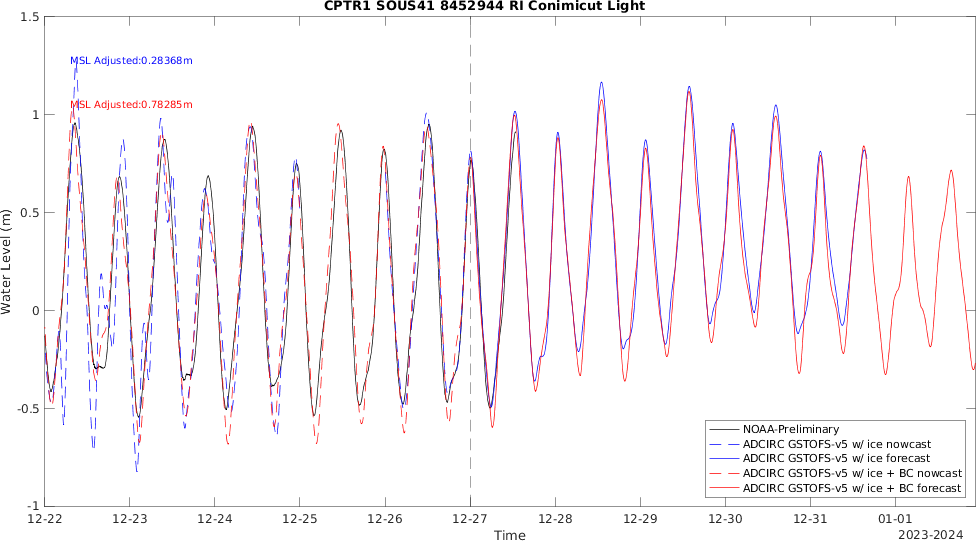 CPTR1 SOUS41 8452944 RI Conimicut Light
1.5
MSL Adjusted:0.28368m
MSL Adjusted:0.78285m
1
0.5
Water Level (m)
0
-0.5
NOAA-Preliminary
ADCIRC GSTOFS-v5 w/ ice nowcast
ADCIRC GSTOFS-v5 w/ ice forecast
ADCIRC GSTOFS-v5 w/ ice + BC nowcast
ADCIRC GSTOFS-v5 w/ ice + BC forecast
-1
12-22 12-23 12-24 12-25 12-26 12-27 12-28 12-29 12-30 12-31 01-01
Time
2023-2024